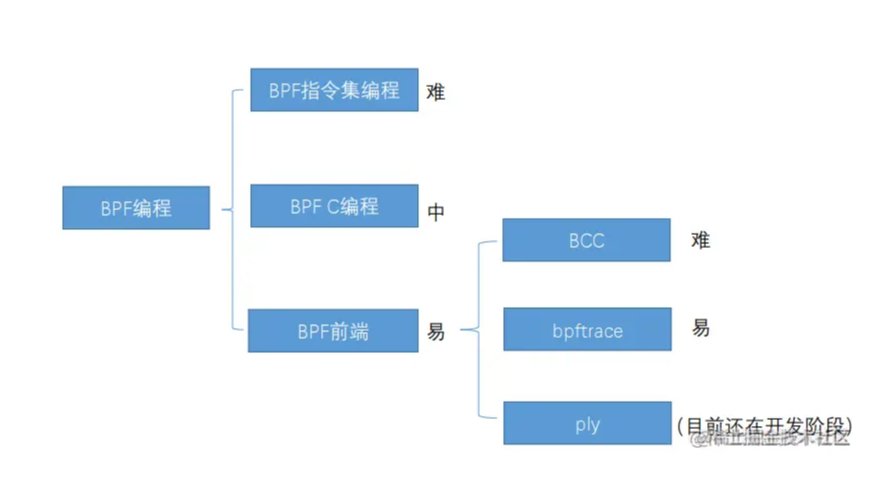 BPF指令集编程 难
BPF编程
BPF C编程 中
BCC 难
BPF前端 易
bpftrace 易
ply (目前还在开发阶段)
@稀土掘金技术社区